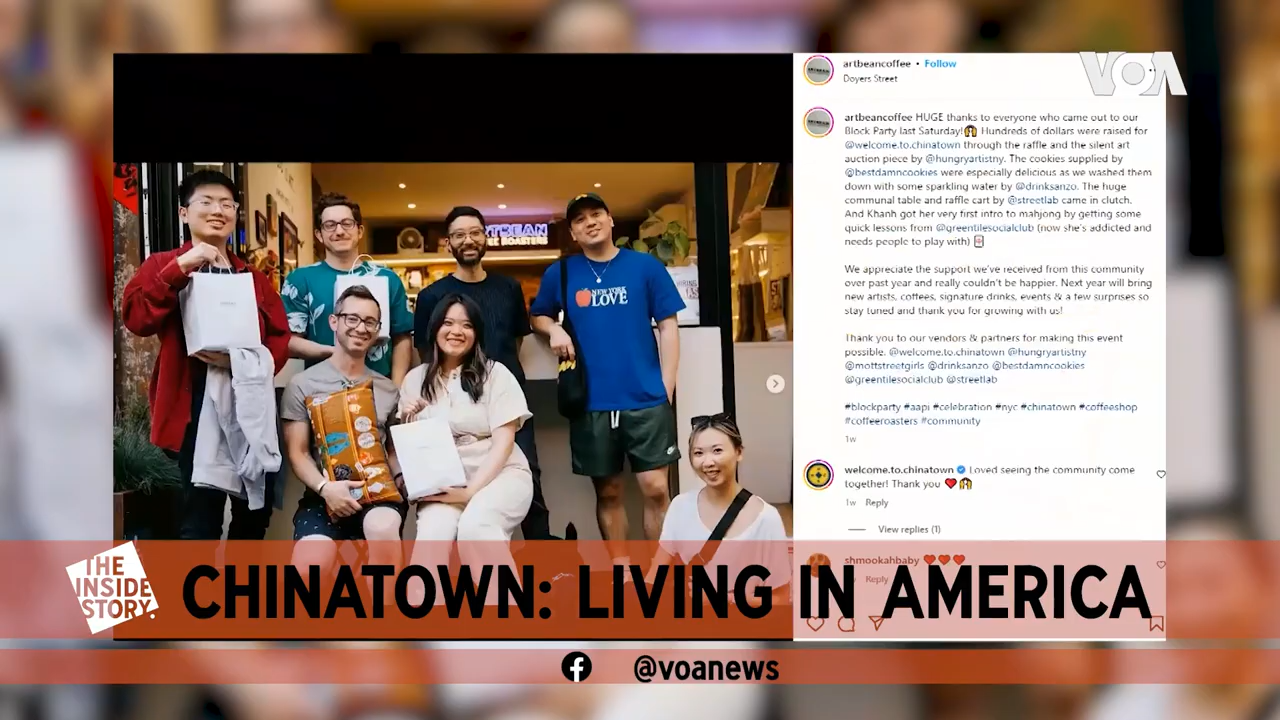 artbeancoffee • Follow
Doyers Street
VOA
artbeancoffee HUGE thanks to everyone who came out to our
Block Party last Saturday!🙌 Hundreds of dollars were raised for
@welcome.to.chinatown through the raffle and the silent art
auction piece by @hungryartistny. The cookies supplied by
@bestdamncookies were especially delicious as we washed them
down with some sparkling water by @drinksanzo. The huge
communal table and raffle cart by @streetlab came in clutch.
And Khanh got her very first intro to mahjong by getting some
quick lessons from @greentilesocialclub (now she's addicted and
needs people to play with) 🀄
We appreciate the support we've received from this community
over past year and really couldn't be happier. Next year will bring
new artists, coffees, signature drinks, events & a few surprises so
stay tuned and thank you for growing with us!
Thank you to our vendors & partners for making this event
possible. @welcome.to.chinatown @hungryartistny
@mottstreetgirls @drinksanzo @bestdamncookies
@greentilesocialclub @streetlab
#blockparty #aapi #celebration #nyc #chinatown #coffeeshop
#coffeeroasters #community
1w
welcome.to.chinatown Loved seeing the community come
together! Thank you ❤️🙌
1w Reply
View replies (1)
shmookahbaby ❤️❤️❤️
Reply
NEW YORK
LOVE
THE
INSIDE
STORY.
CHINATOWN: LIVING IN AMERICA
@voanews